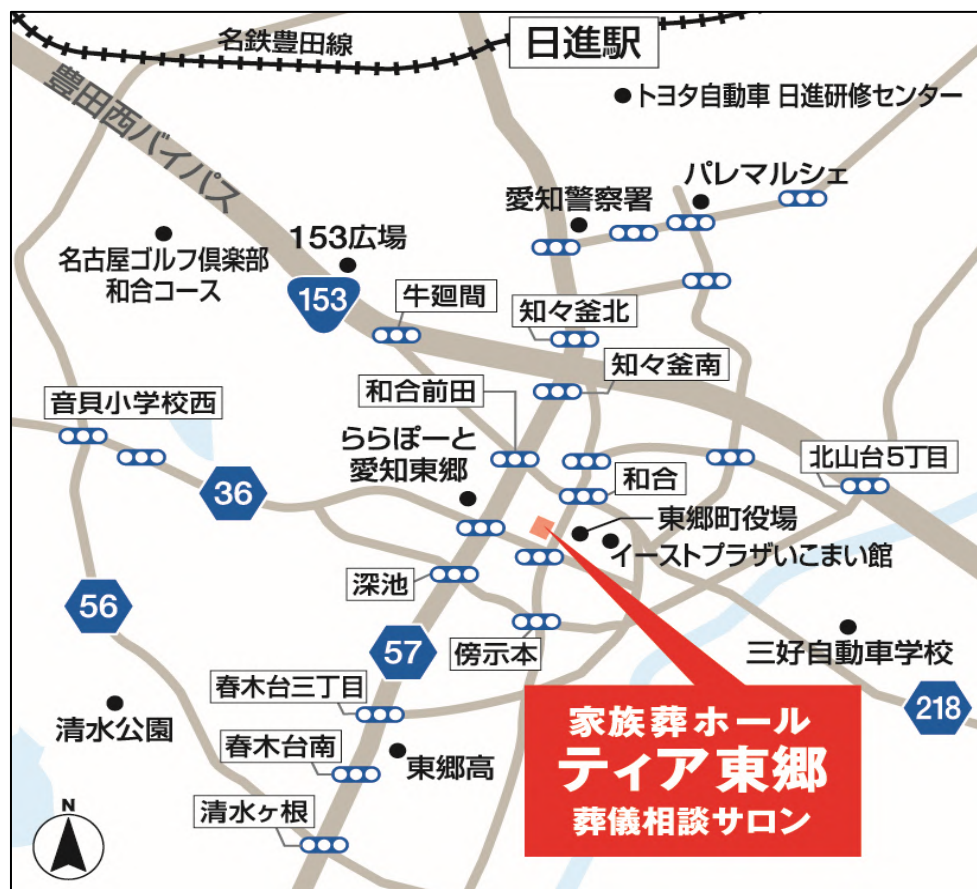 名鉄豊田線
日進駅
トヨタ自動車 日進研修センター
豊田西バイパス
パレマルシェ
愛知警察署
153広場
名古屋ゴルフ倶楽部
和合コース
153
牛廻間
知々釜北
知々釜南
和合前田
音貝小学校西
ららぽーと
愛知東郷
北山台5丁目
和合
36
東郷町役場
イーストプラザいこまい館
深池
56
57
傍示本
三好自動車学校
春木台三丁目
218
清水公園
春木台南
東郷高
清水ヶ根
家族葬ホール
ティア東郷
葬儀相談サロン
N